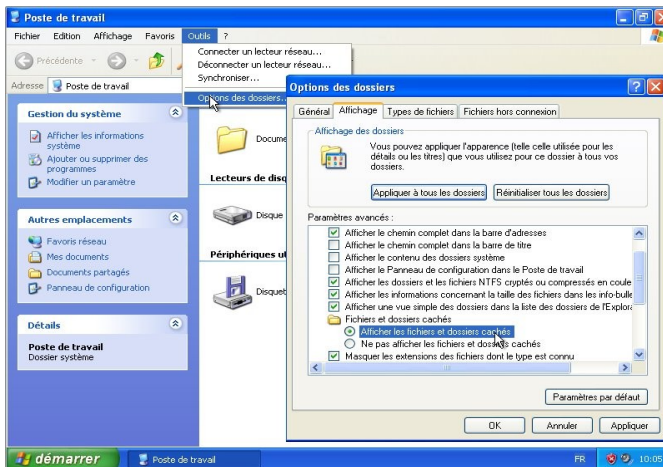 Poste de travail
Fichier Edition Affichage Favoris Outils ?
Connecter un lecteur réseau...
Déconnecter un lecteur réseau...
Synchroniser...
Options des dossiers...
Précédente
Adresse Poste de travail
Gestion du système
Afficher les informations
système
Ajouter ou supprimer des
programmes
Modifier un paramètre
Autres emplacements
Favoris réseau
Mes documents
Documents partagés
Panneau de configuration
Détails
Poste de travail
Dossier système
Docume
Lecteurs de disq
Disque
Périphériques ut
Disquet
Options des dossiers
Général Affichage Types de fichiers Fichiers hors connexion
Affichage des dossiers
Vous pouvez appliquer l'apparence (telle celle utilisée pour les
détails ou les titres) que vous utilisez pour ce dossier à tous vos
dossiers.
Appliquer à tous les dossiers Réinitialiser tous les dossiers
Paramètres avancés :
Afficher le chemin complet dans la barre d'adresses
Afficher le chemin complet dans la barre de titre
Afficher le contenu des dossiers système
Afficher le Panneau de configuration dans le Poste de travail
Afficher les dossiers et les fichiers NTFS cryptés ou compressés en coule
Afficher les informations concernant la taille des fichiers dans les info-bulle
Afficher une vue simple des dossiers dans la liste des dossiers de l'Explora
Fichiers et dossiers cachés
Afficher les fichiers et dossiers cachés
Ne pas afficher les fichiers et dossiers cachés
Masquer les extensions des fichiers dont le type est connu
Paramètres par défaut
OK Annuler Appliquer
démarrer Poste de travail FR 10:05